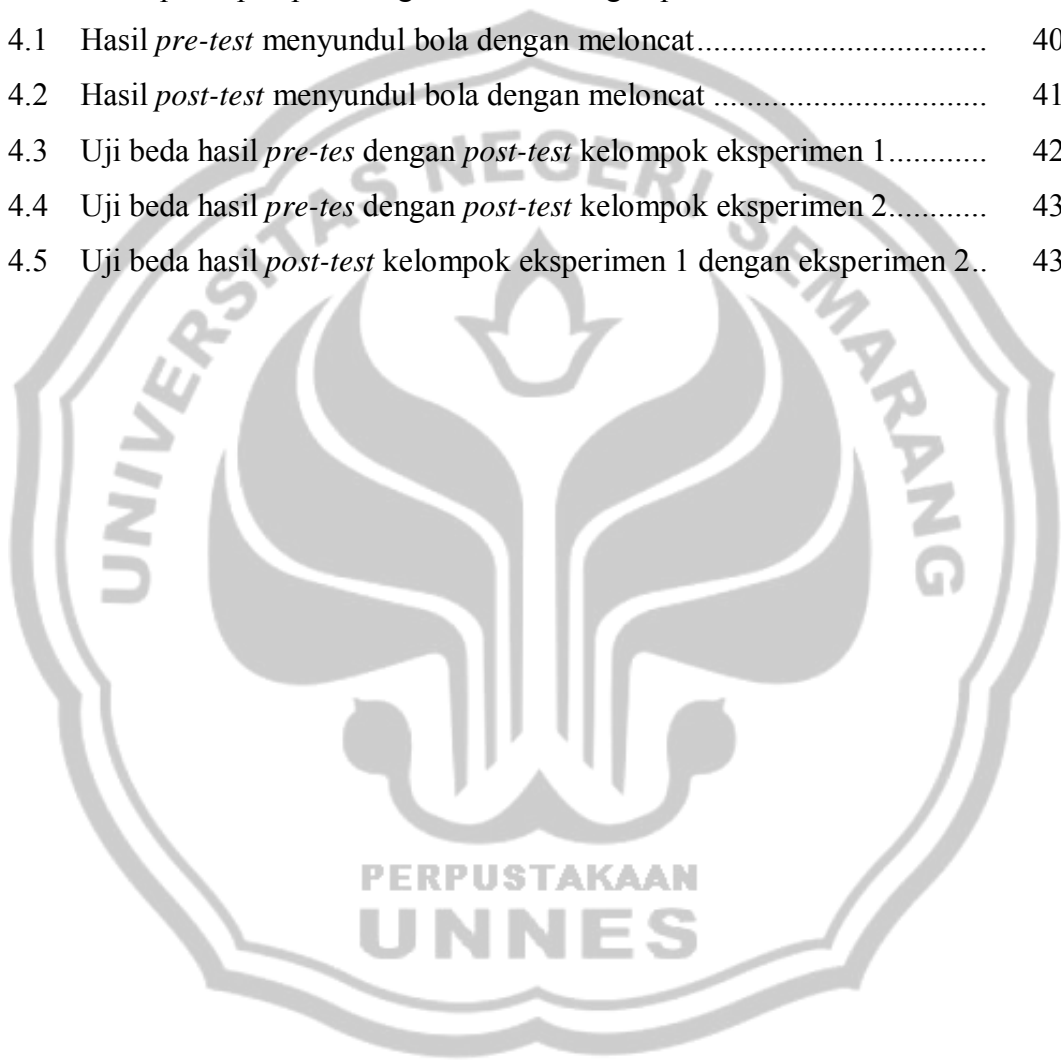 4.1 Hasil pre-test menyundul bola dengan meloncat................................. 40
4.2 Hasil post-test menyundul bola dengan meloncat ............................... 41
4.3 Uji beda hasil pre-tes dengan post-test kelompok eksperimen 1............ 42
4.4 Uji beda hasil pre-tes dengan post-test kelompok eksperimen 2............ 43
4.5 Uji beda hasil post-test kelompok eksperimen 1 dengan eksperimen 2.. 43
UNIVERSITAS NEGERI SEMARANG
PERPUSTAKAAN
UNNES